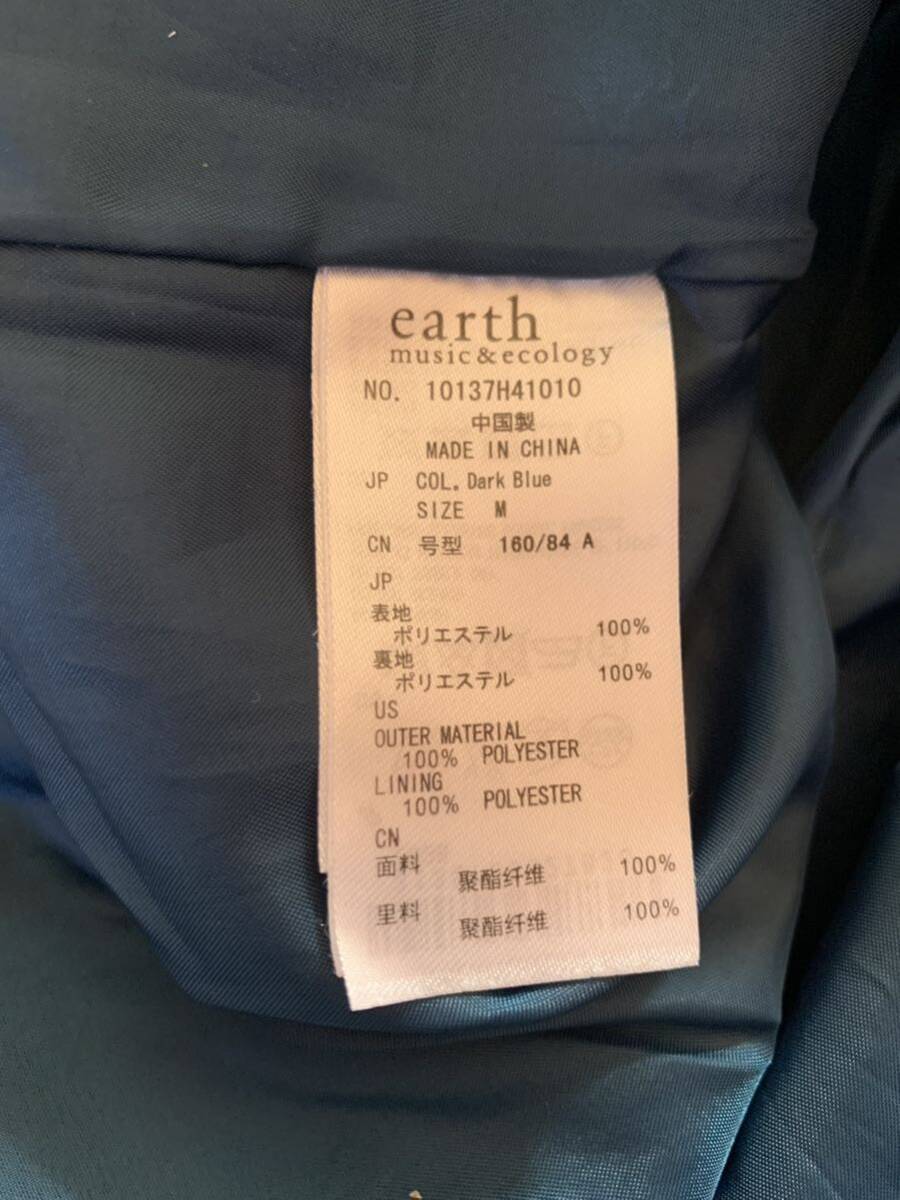 earth
music&ecology
NO. 10137H41010
中国製
MADE IN CHINA
JP COL. Dark Blue
SIZE M
CN 号型 160/84 A
JP
表地
ポリエステル 100%
裏地
ポリエステル 100%
US
OUTER MATERIAL
100% POLYESTER
LINING
100% POLYESTER
CN
面料 聚酯纤维 100%
里料 聚酯纤维 100%